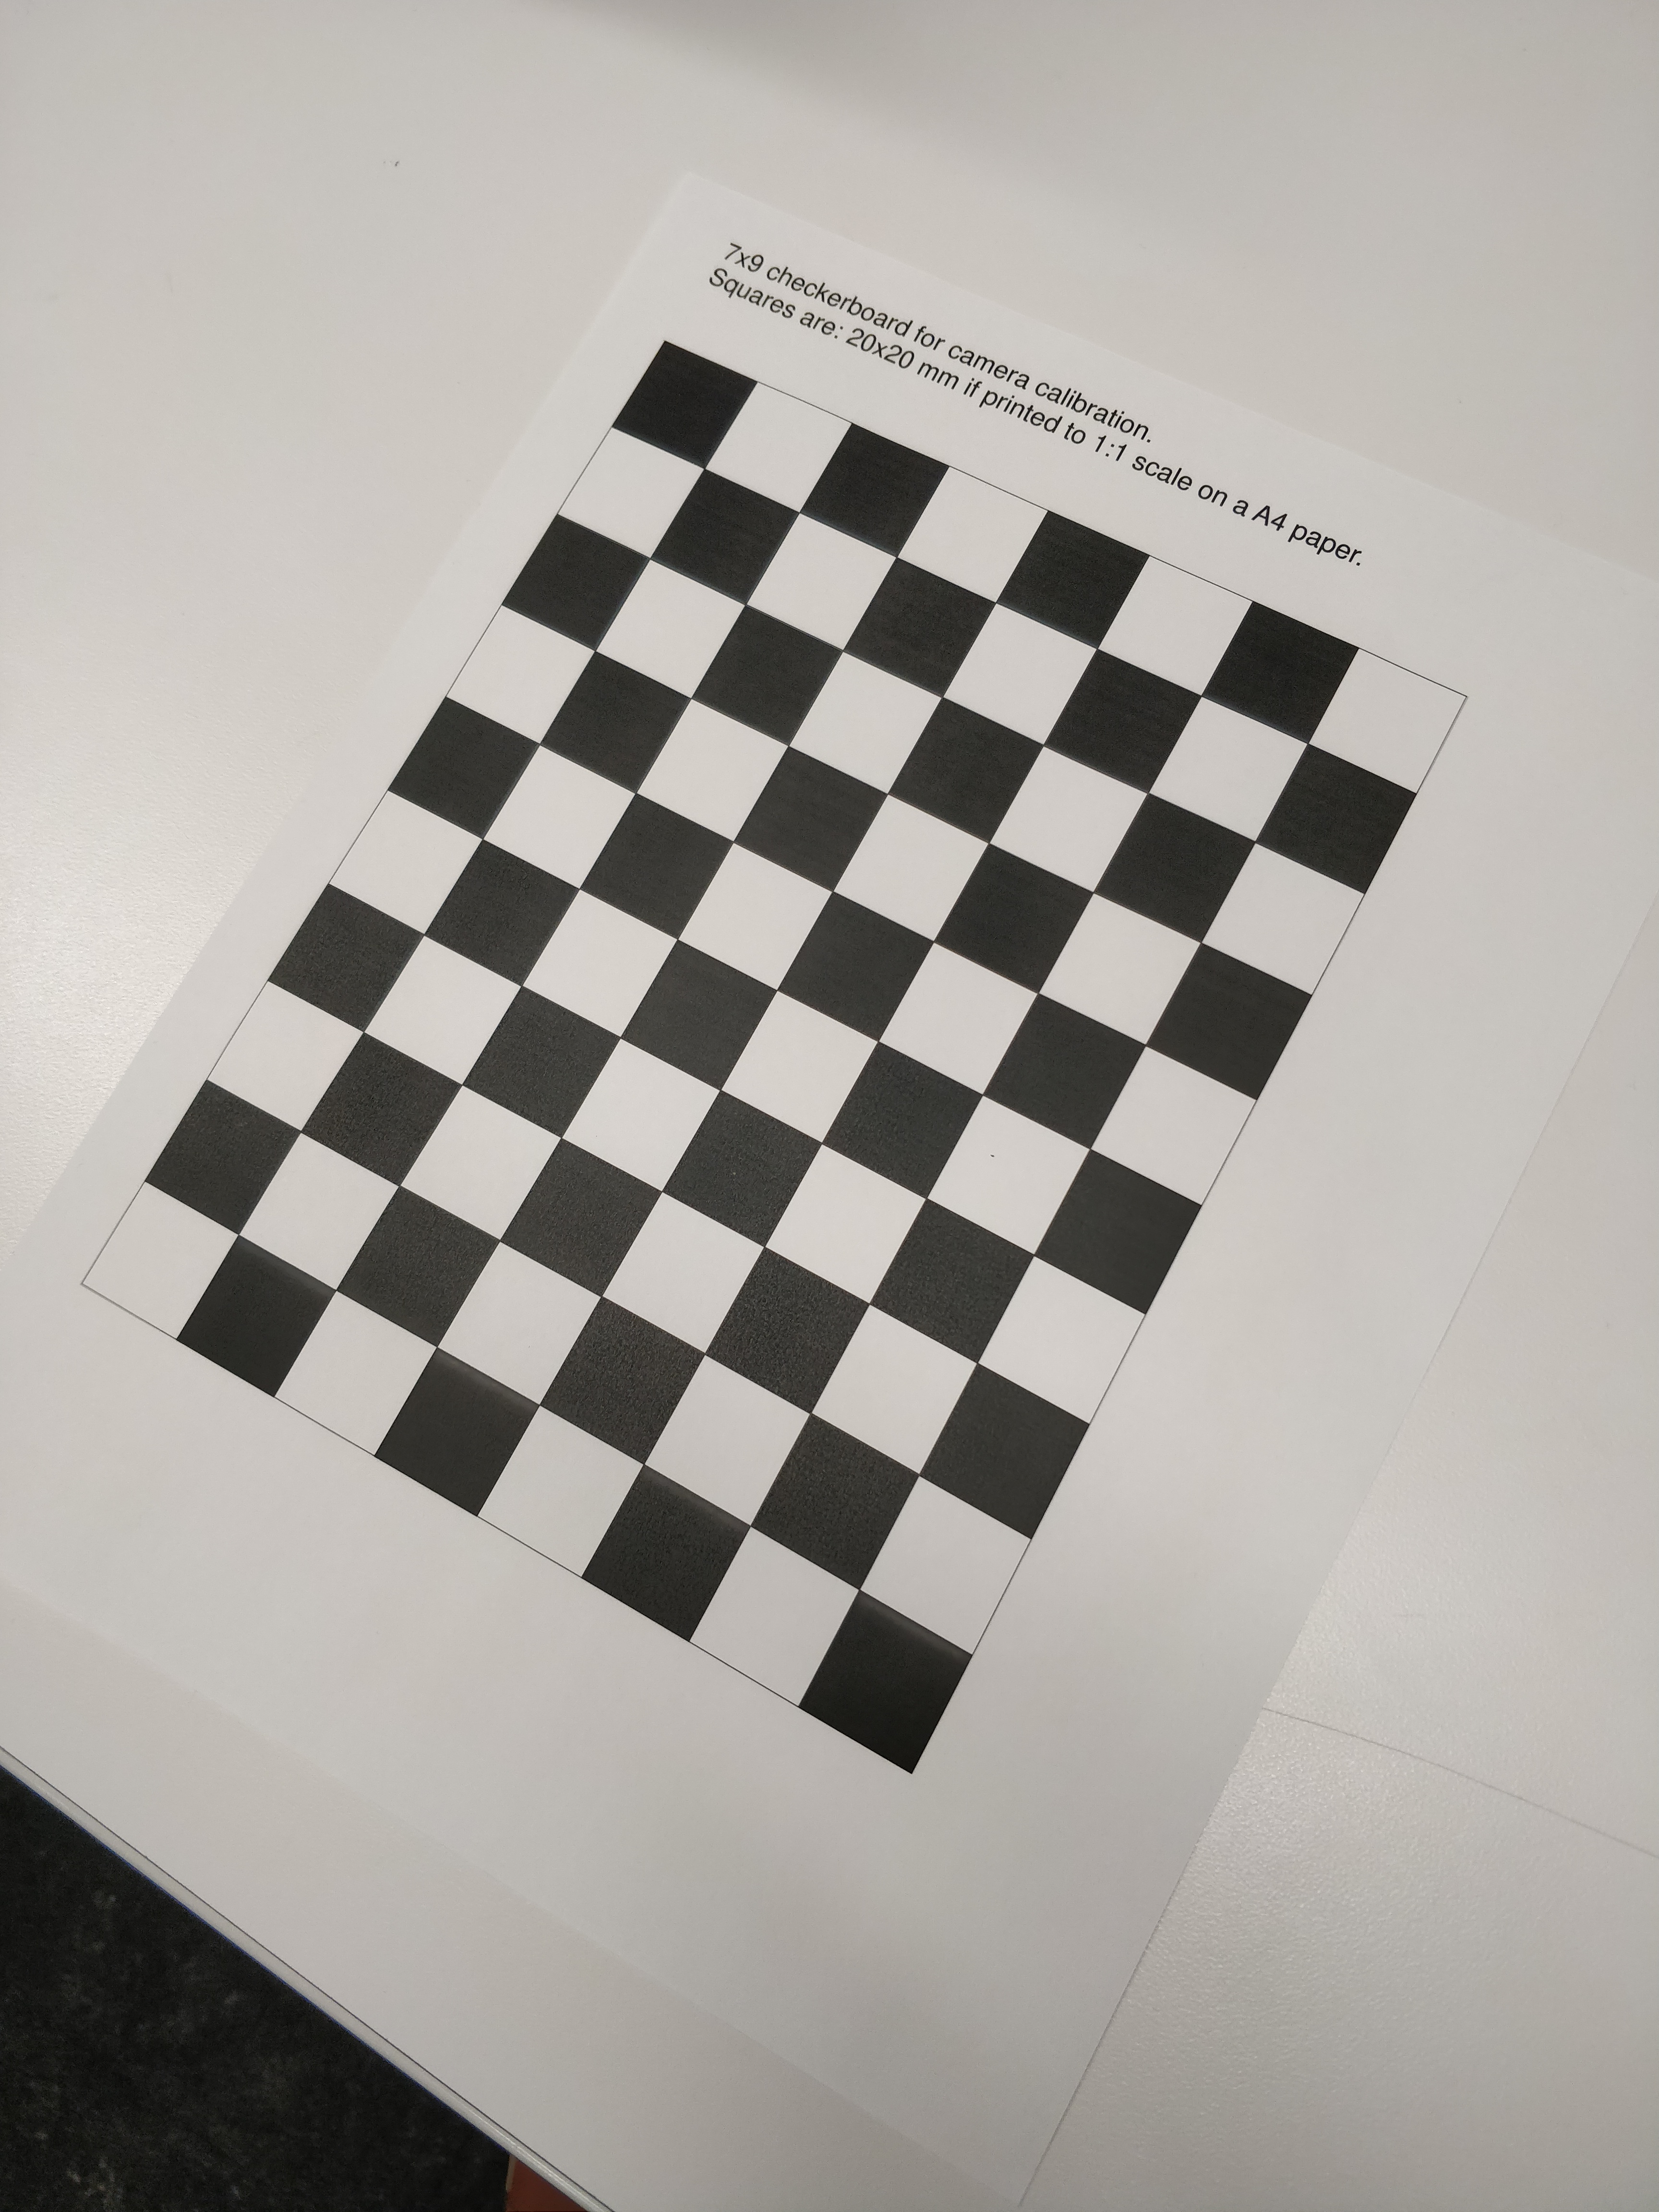 7x9 checkerboard for camera calibration.
Squares are: 20x20 mm if printed to 1:1 scale on a A4 paper.